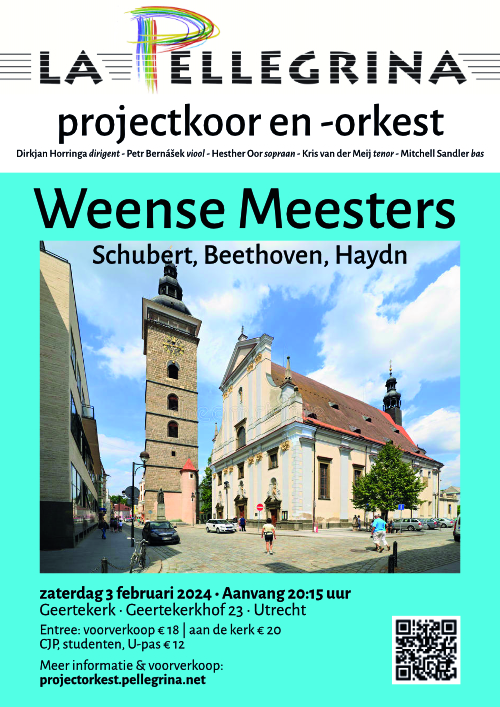 LA PELLEGRINA
projectkoor en -orkest
Dirkjan Horringa dirigent - Petr Bernášek viool - Hesther Oor sopraan - Kris van der Meij tenor - Mitchell Sandler bas
Weense Meesters
Schubert, Beethoven, Haydn
zaterdag 3 februari 2024 • Aanvang 20:15 uur
Geertekerk · Geertekerkhof 23 · Utrecht
Entree: voorverkoop € 18 | aan de kerk € 20
CJP, studenten, U-pas € 12
Meer informatie & voorverkoop:
projectorkest.pellegrina.net